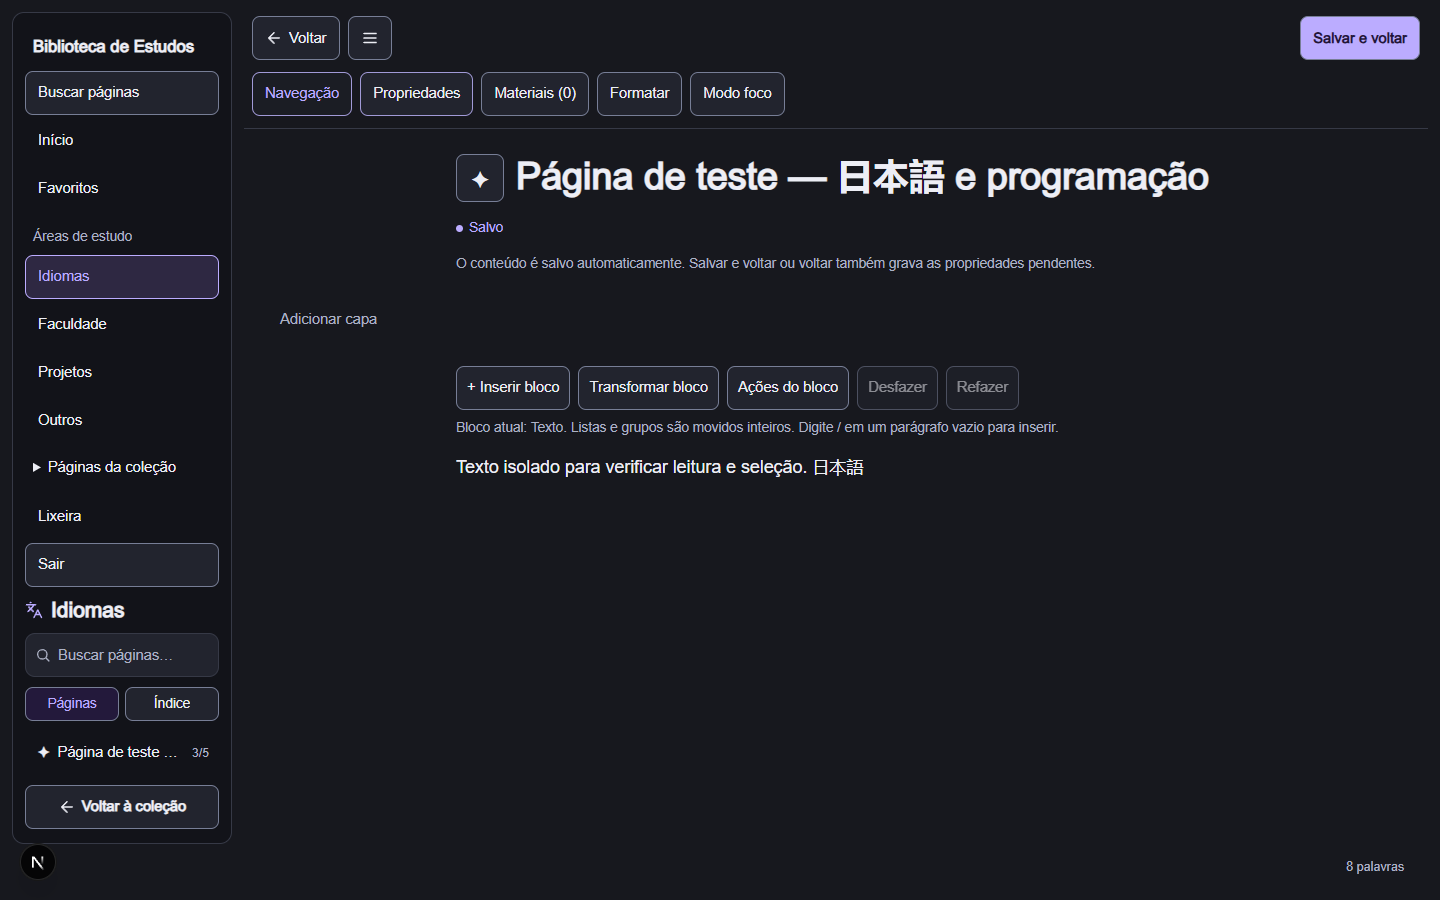 Biblioteca de Estudos
Buscar páginas
Início
Favoritos
Áreas de estudo
Idiomas
Faculdade
Projetos
Outros
Páginas da coleção
Lixeira
Sair
Idiomas
Buscar páginas...
Páginas Índice
Página de teste ... 3/5
Voltar à coleção
N
Voltar
Salvar e voltar
Navegação Propriedades Materiais (0) Formatar Modo foco
Página de teste — 日本語 e programação
Salvo
O conteúdo é salvo automaticamente. Salvar e voltar ou voltar também grava as propriedades pendentes.
Adicionar capa
+ Inserir bloco Transformar bloco Ações do bloco Desfazer Refazer
Bloco atual: Texto. Listas e grupos são movidos inteiros. Digite / em um parágrafo vazio para inserir.
Texto isolado para verificar leitura e seleção. 日本語
8 palavras